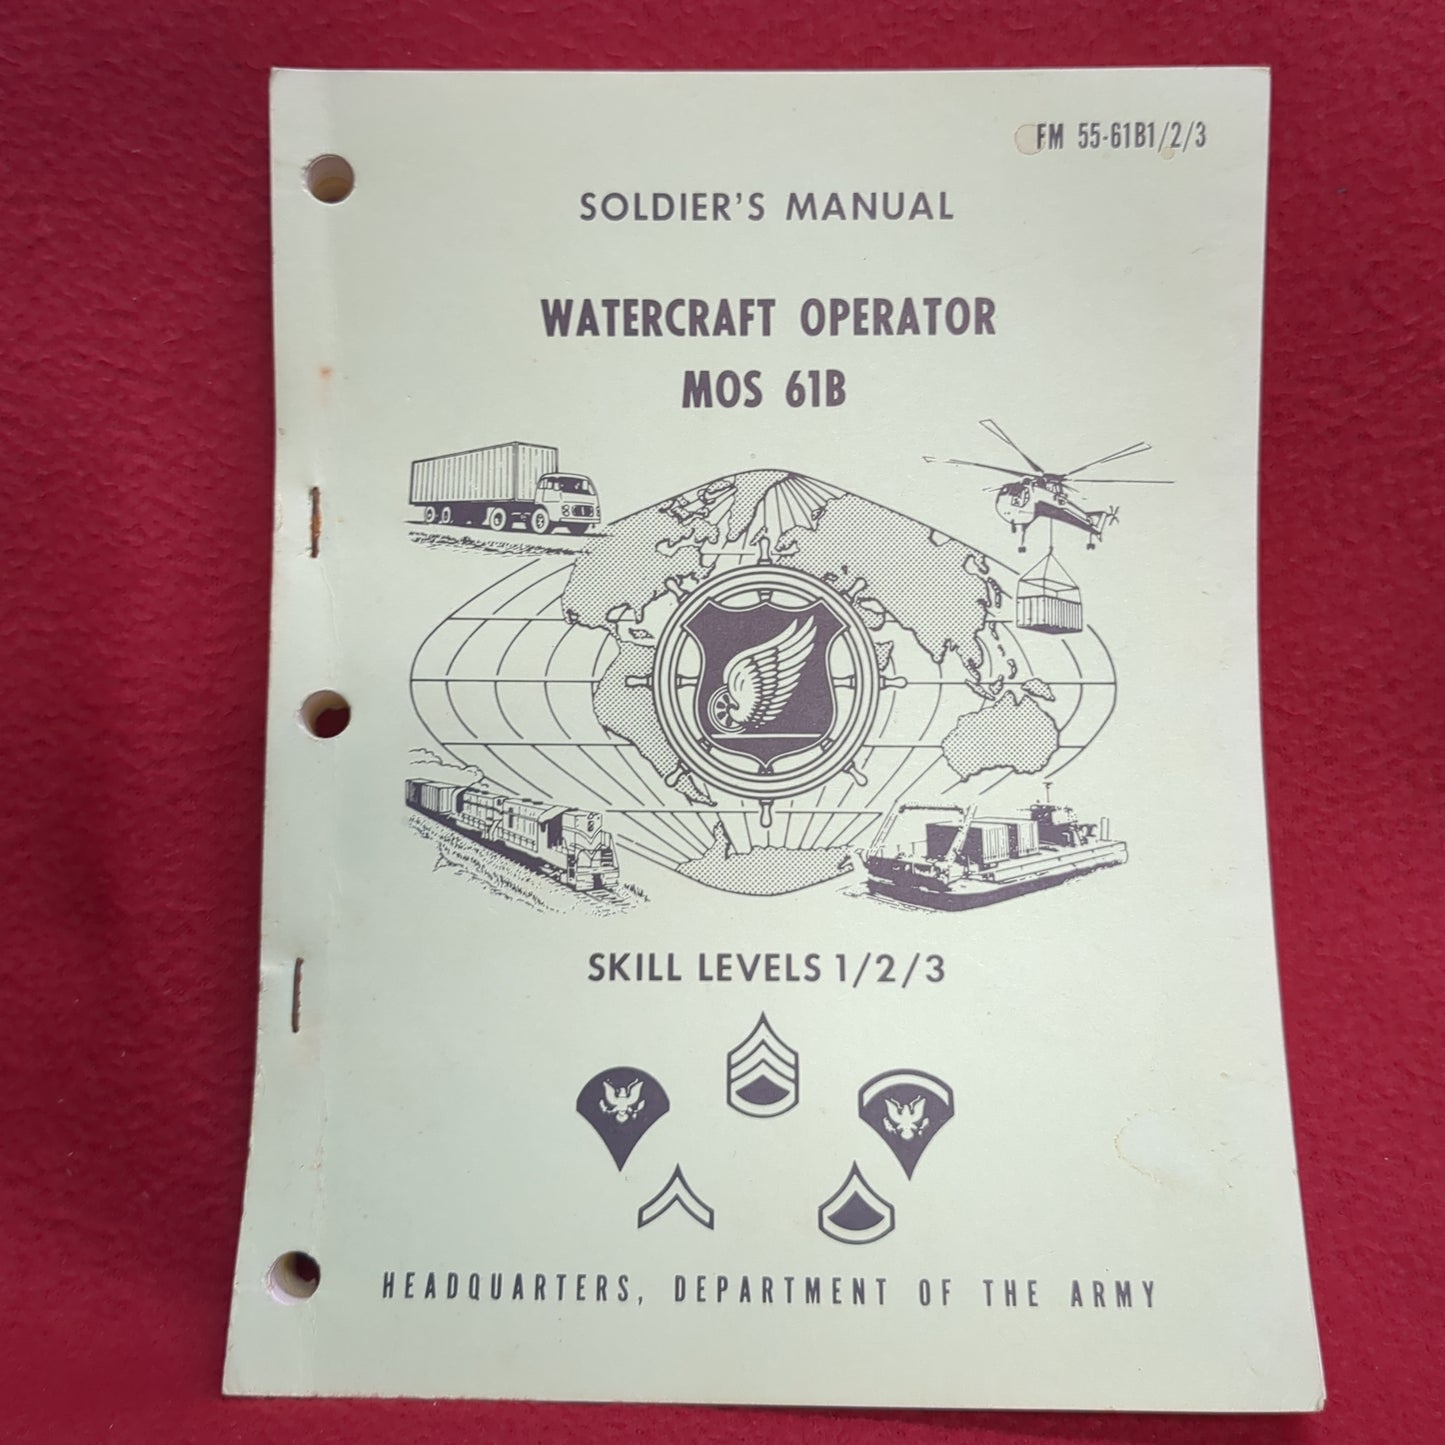 FM 55-61B1/2/3
SOLDIER'S MANUAL
WATERCRAFT OPERATOR
MOS 61B
SKILL LEVELS 1/2/3
HEADQUARTERS, DEPARTMENT OF THE ARMY